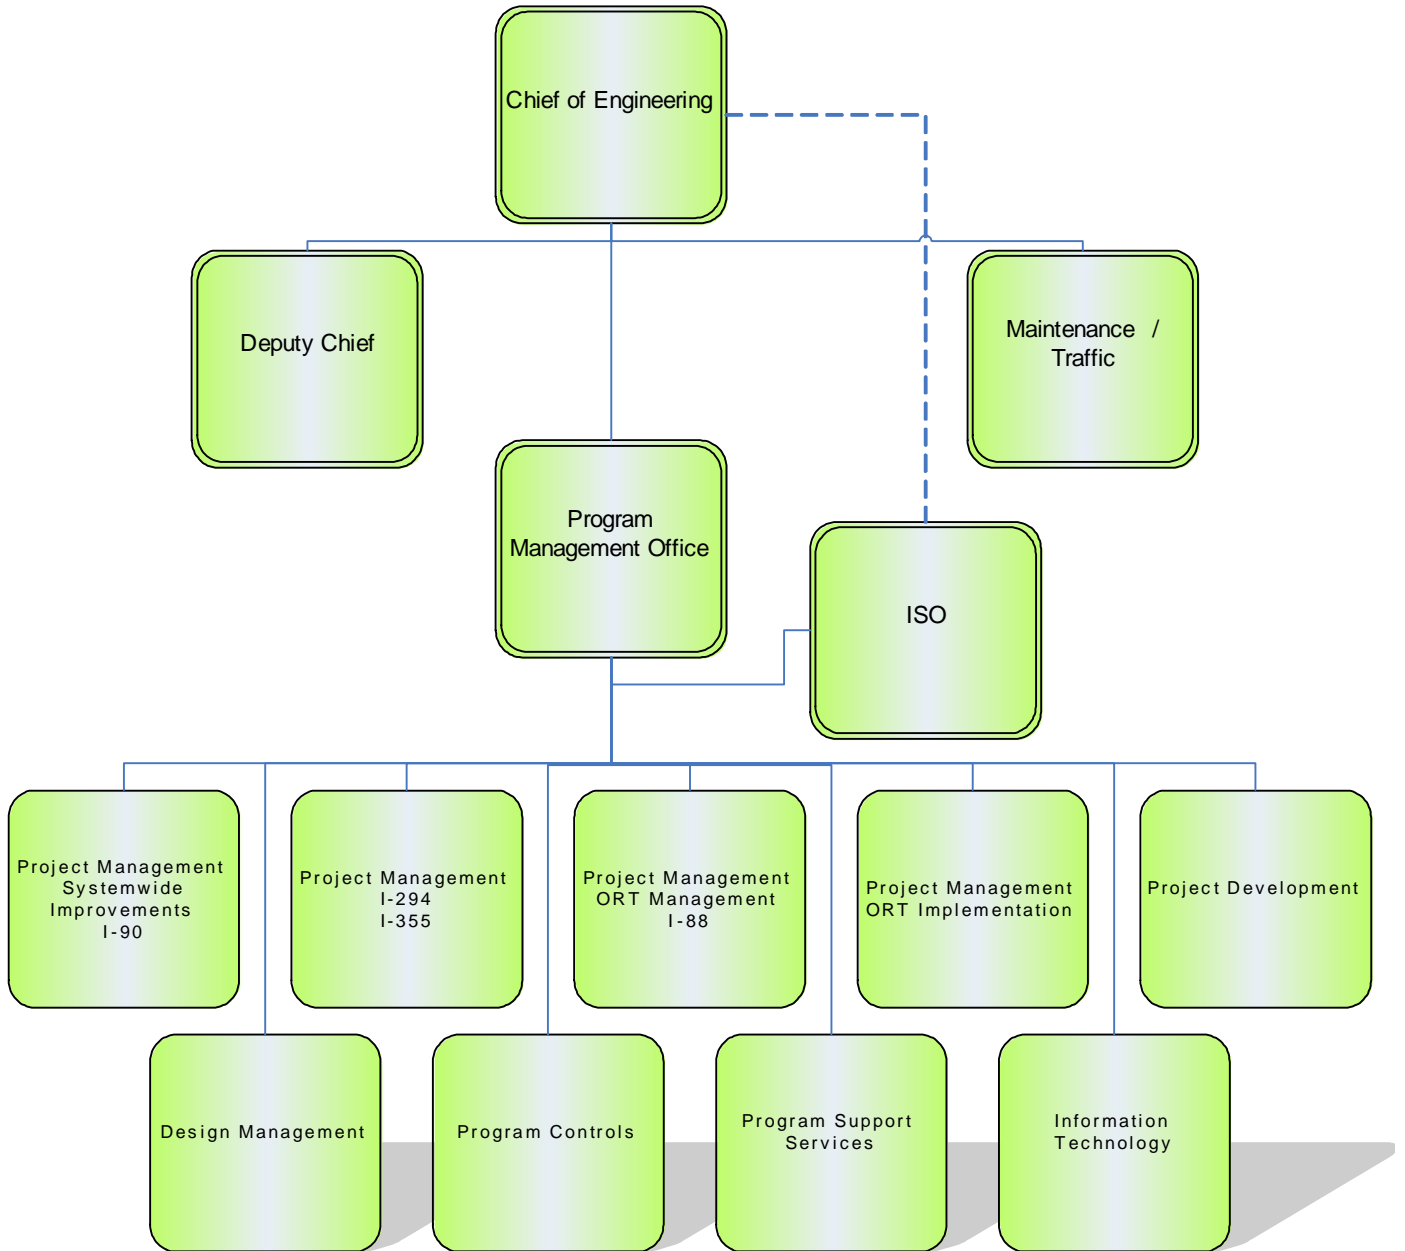 Chief of Engineering
Deputy Chief
Maintenance /
Traffic
Program
Management Office
ISO
Project Management
Systemwide
Improvements
I-90
Project Management
I-294
I-355
Project Management
ORT Management
I-88
Project Management
ORT Implementation
Project Development
Design Management
Program Controls
Program Support
Services
Information
Technology